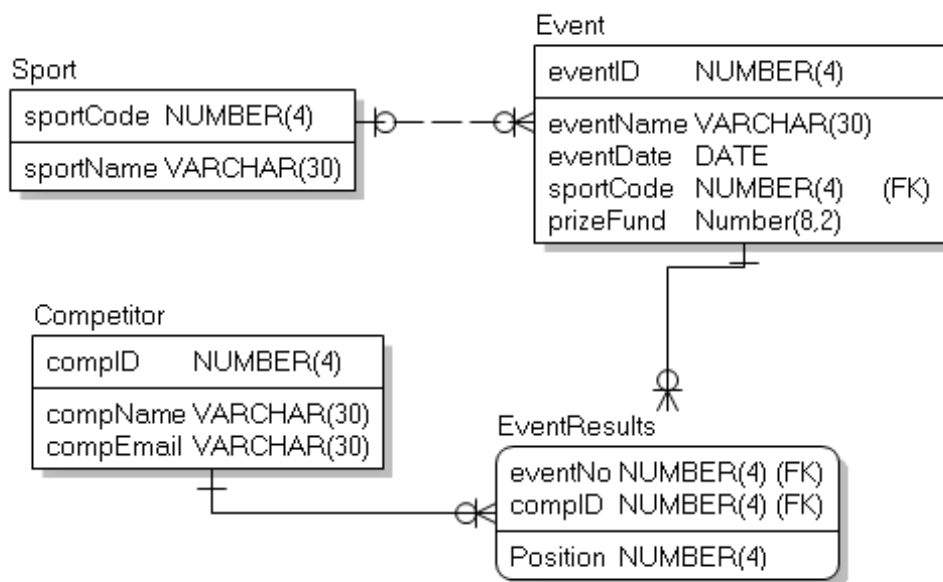 Sport
sportCode NUMBER(4)
sportName VARCHAR(30)
Event
eventID NUMBER(4)
eventName VARCHAR(30)
eventDate DATE
sportCode NUMBER(4) (FK)
prizeFund Number(8,2)
Competitor
compID NUMBER(4)
compName VARCHAR(30)
compEmail VARCHAR(30)
EventResults
eventNo NUMBER(4) (FK)
compID NUMBER(4) (FK)
Position NUMBER(4)